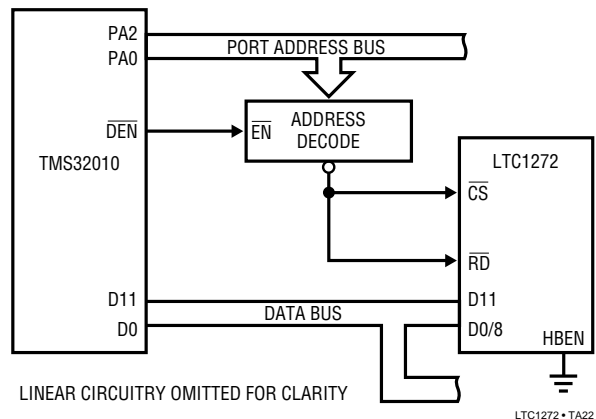 PA2
PA0
PORT ADDRESS BUS
DEN
EN
ADDRESS
DECODE
TMS32010
LTC1272
CS
RD
D11
D0
DATA BUS
D11
D0/8
HBEN
LINEAR CIRCUITRY OMITTED FOR CLARITY
LTC1272 • TA22